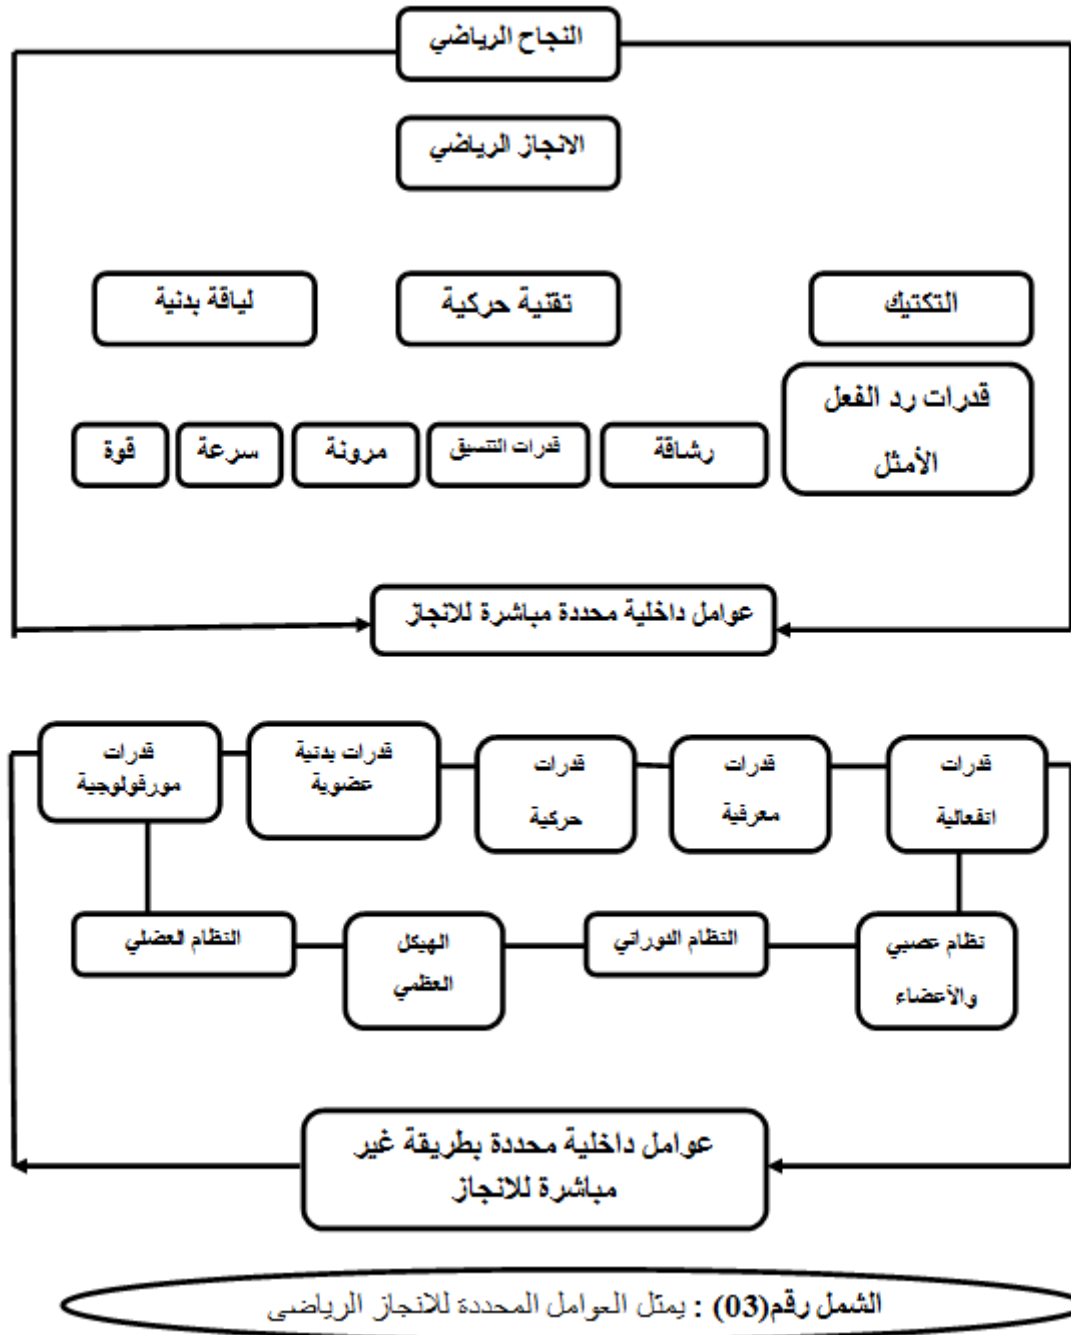 النجاح الرياضي
الانجاز الرياضي
التكتيك
تقنية حركية
لياقة بدنية
قدرات رد الفعل
الأمثل
رشاقة
قدرات التنسيق
مرونة
سرعة
قوة
عوامل داخلية محددة مباشرة للانجاز
قدرات
انفعالية
قدرات
معرفية
قدرات
حركية
قدرات بدنية
عضوية
قدرات
مورفولوجية
نظام عصبي
والأعضاء
النظام الدوراني
الهيكل
العظمي
النظام العضلي
عوامل داخلية محددة بطريقة غير
مباشرة للانجاز
الشمل رقم(03) : يمثل العوامل المحددة للانجاز الرياضى